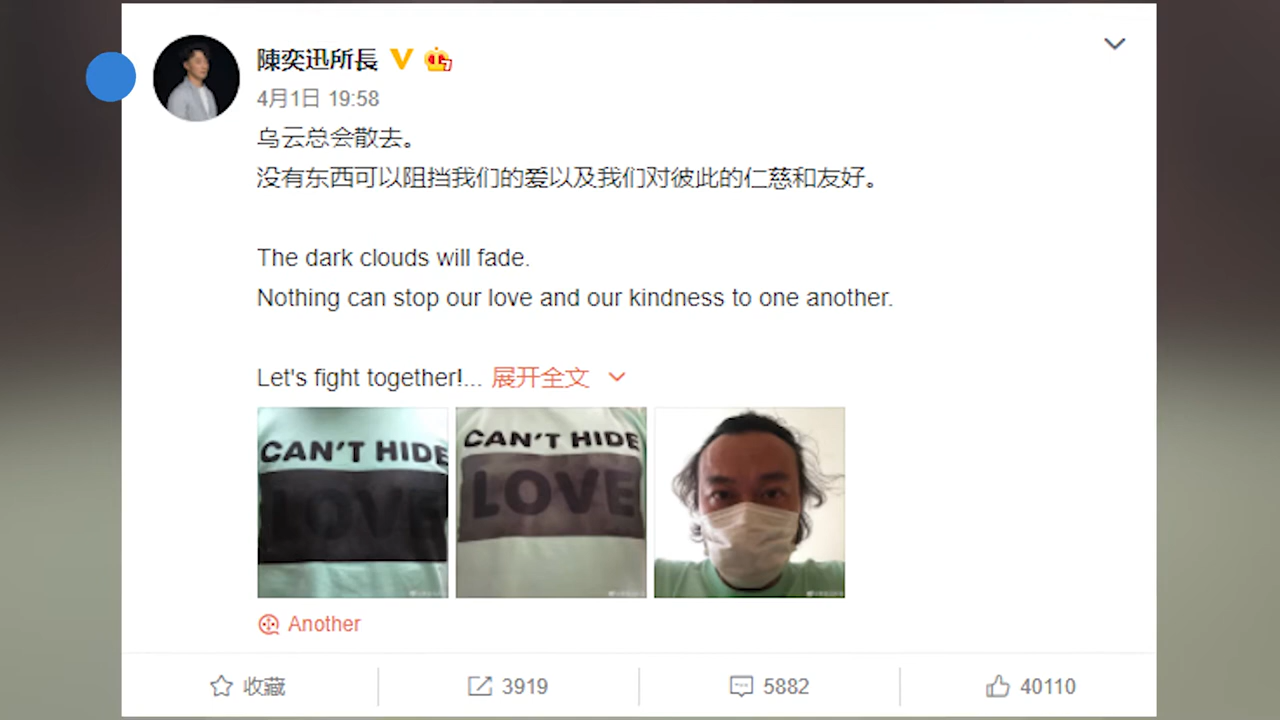 陳奕迅所長
4月1日 19:58
乌云总会散去。
没有东西可以阻挡我们的爱以及我们对彼此的仁慈和友好。
The dark clouds will fade.
Nothing can stop our love and our kindness to one another.
Let's fight together!... 展开全文
CAN'T HIDE
LOVE
CAN'T HIDE
LOVE
Another
收藏
3919
5882
40110